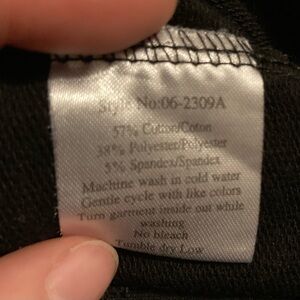 Style No:06-2309A
57% Cotton/Coton
38% Polyester/Polyester
5% Spandex/Spandex
Machine wash in cold water
Gentle cycle with like colors
Turn garment inside out while
washing
No bleach
Tumble dry Low